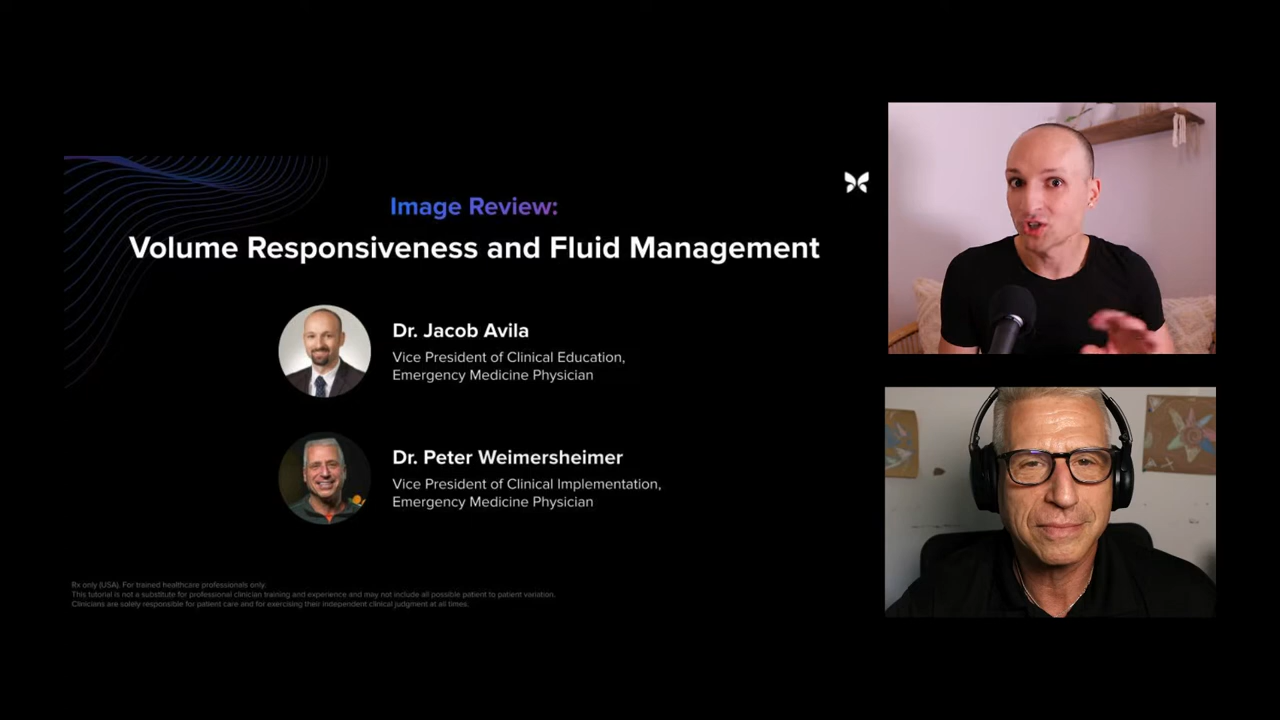 Image Review:
Volume Responsiveness and Fluid Management
Dr. Jacob Avila
Vice President of Clinical Education,
Emergency Medicine Physician
Dr. Peter Weimersheimer
Vice President of Clinical Implementation,
Emergency Medicine Physician
Rx only (USA). For trained healthcare professionals only.
This tutorial is not a substitute for professional clinician training and experience and may not include all possible patient to patient variation.
Clinicians are solely responsible for patient care and for exercising their independent clinical judgment at all times.